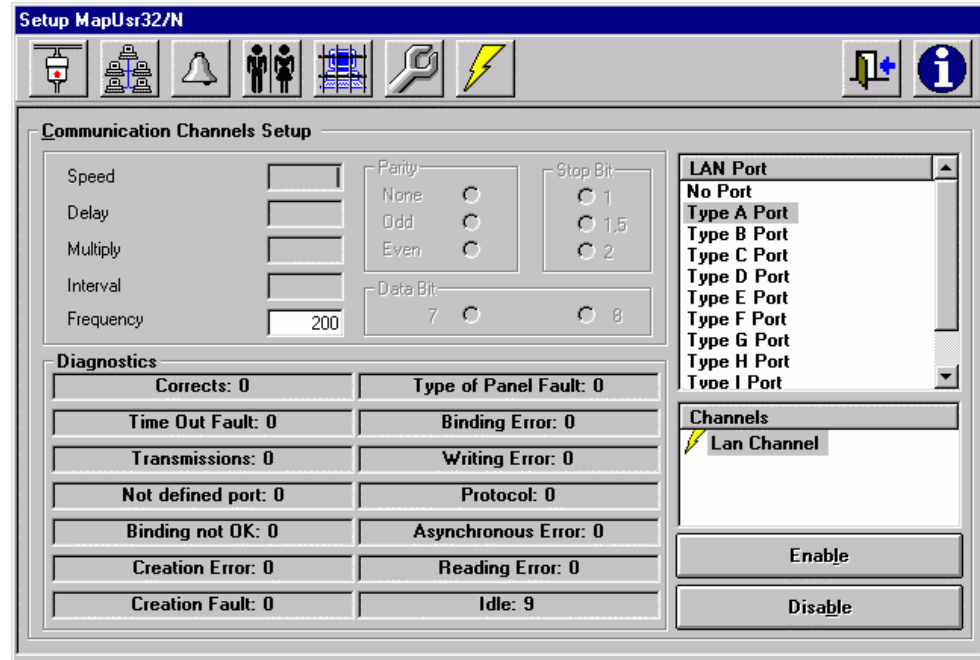 Setup MapUsr32/N
Communication Channels Setup
Speed
Delay
Multiply
Interval
Frequency 200
Parity
None
Odd
Even
Stop Bit
1
1,5
2
Data Bit
7 8
LAN Port
No Port
Type A Port
Type B Port
Type C Port
Type D Port
Type E Port
Type F Port
Type G Port
Type H Port
Type I Port
Diagnostics
Corrects: 0 Type of Panel Fault: 0
Time Out Fault: 0 Binding Error: 0
Transmissions: 0 Writing Error: 0
Not defined port: 0 Protocol: 0
Binding not OK: 0 Asynchronous Error: 0
Creation Error: 0 Reading Error: 0
Creation Fault: 0 Idle: 9
Channels
Lan Channel
Enable
Disable